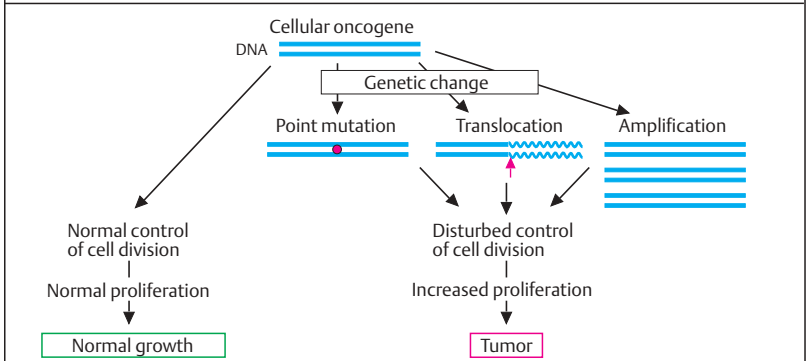 Cellular oncogene
DNA
Genetic change
Point mutation
Translocation
Amplification
Normal control
of cell division
Disturbed control
of cell division
Normal proliferation
Increased proliferation
Normal growth
Tumor